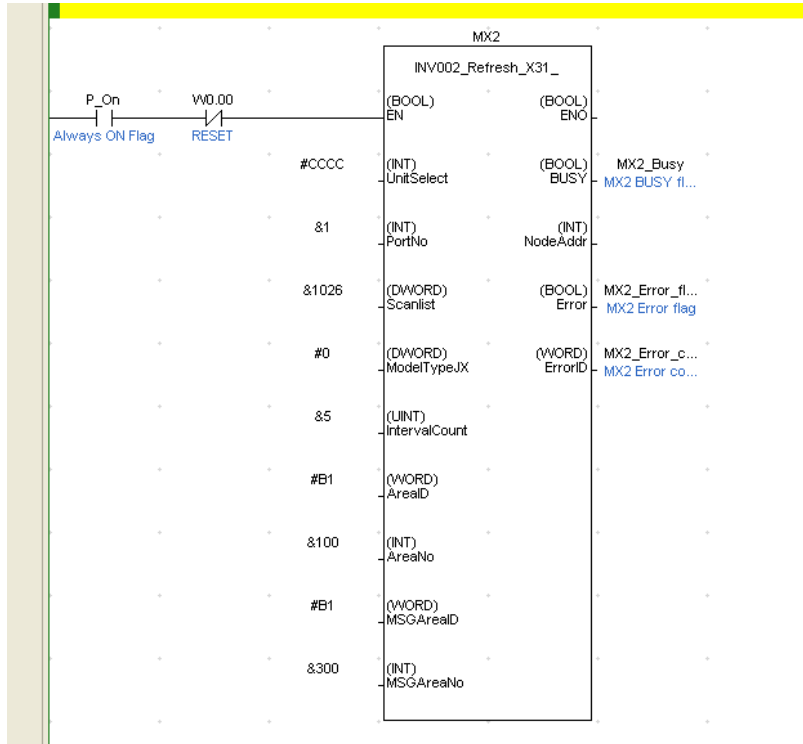 MX2
INV002_Refresh_X31_
P_On
W0.00
(BOOL)
EN
(BOOL)
ENO
Always ON Flag
RESET
#CCCC
(INT)
UnitSelect
(BOOL)
BUSY
MX2_Busy
MX2 BUSY fl...
&1
(INT)
PortNo
(INT)
NodeAddr
&1026
(DWORD)
Scanlist
(BOOL)
Error
MX2_Error_fl...
MX2 Error flag
#0
(DWORD)
ModelTypeJX
(WORD)
ErrorID
MX2_Error_c...
MX2 Error co...
&5
(UINT)
IntervalCount
#B1
(WORD)
AreaID
&100
(INT)
AreaNo
#B1
(WORD)
MSGAreaID
&300
(INT)
MSGAreaNo